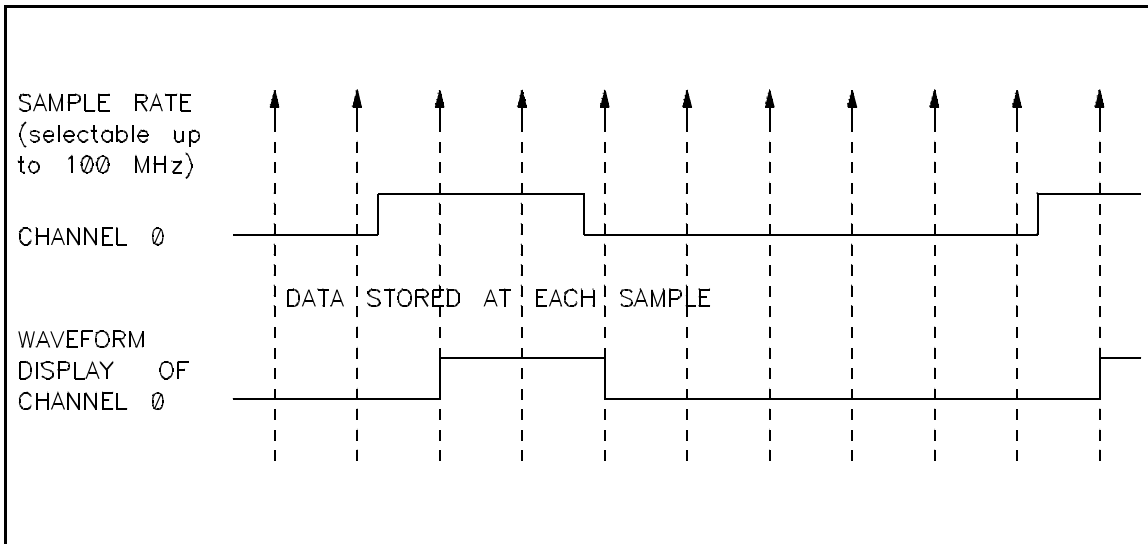 SAMPLE RATE
(selectable up
to 100 MHz)
CHANNEL 0
DATA STORED AT EACH SAMPLE
WAVEFORM
DISPLAY OF
CHANNEL 0